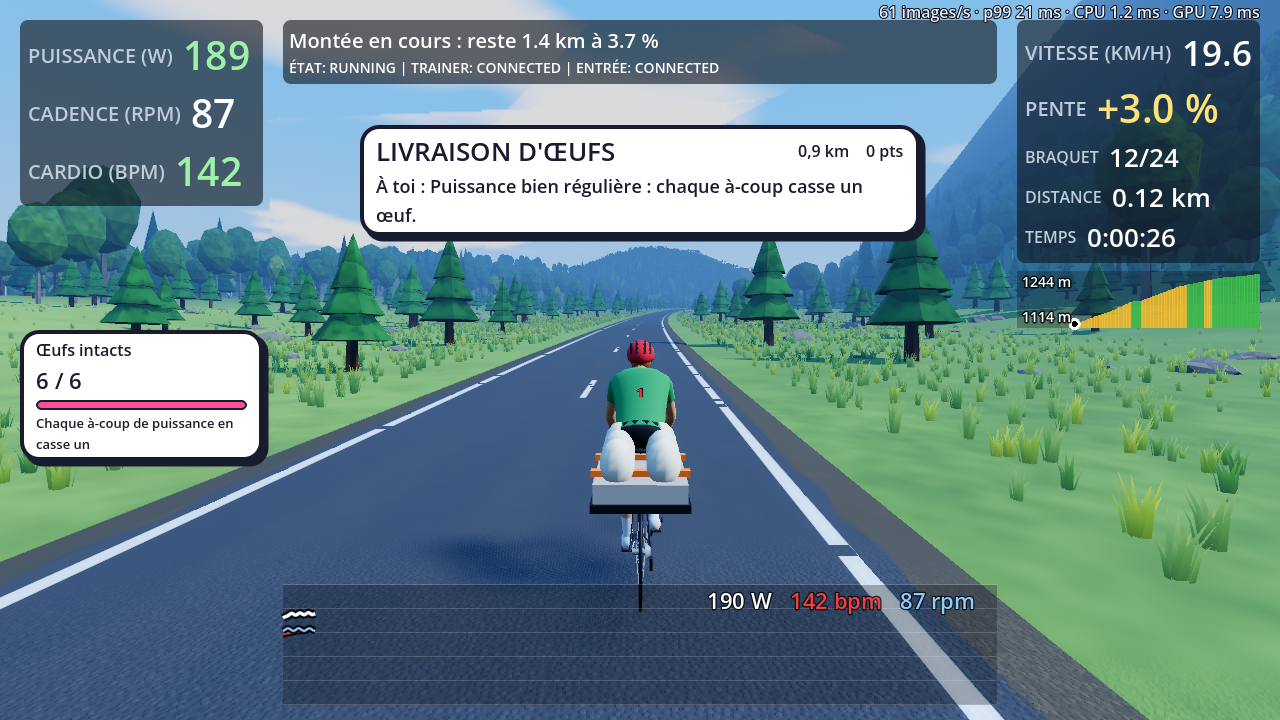 61 images/s · p99 21 ms · CPU 1.2 ms · GPU 7.9 ms
PUISSANCE (W) 189
CADENCE (RPM) 87
CARDIO (BPM) 142
Montée en cours : reste 1.4 km à 3.7 %
ÉTAT: RUNNING | TRAINER: CONNECTED | ENTRÉE: CONNECTED
VITESSE (KM/H) 19.6
PENTE +3.0 %
BRAQUET 12/24
DISTANCE 0.12 km
TEMPS 0:00:26
1244 m
1114 m
LIVRAISON D'ŒUFS 0,9 km 0 pts
À toi : Puissance bien régulière : chaque à-coup casse un
œuf.
Œufs intacts
6 / 6
Chaque à-coup de puissance en
casse un
1
190 W 142 bpm 87 rpm